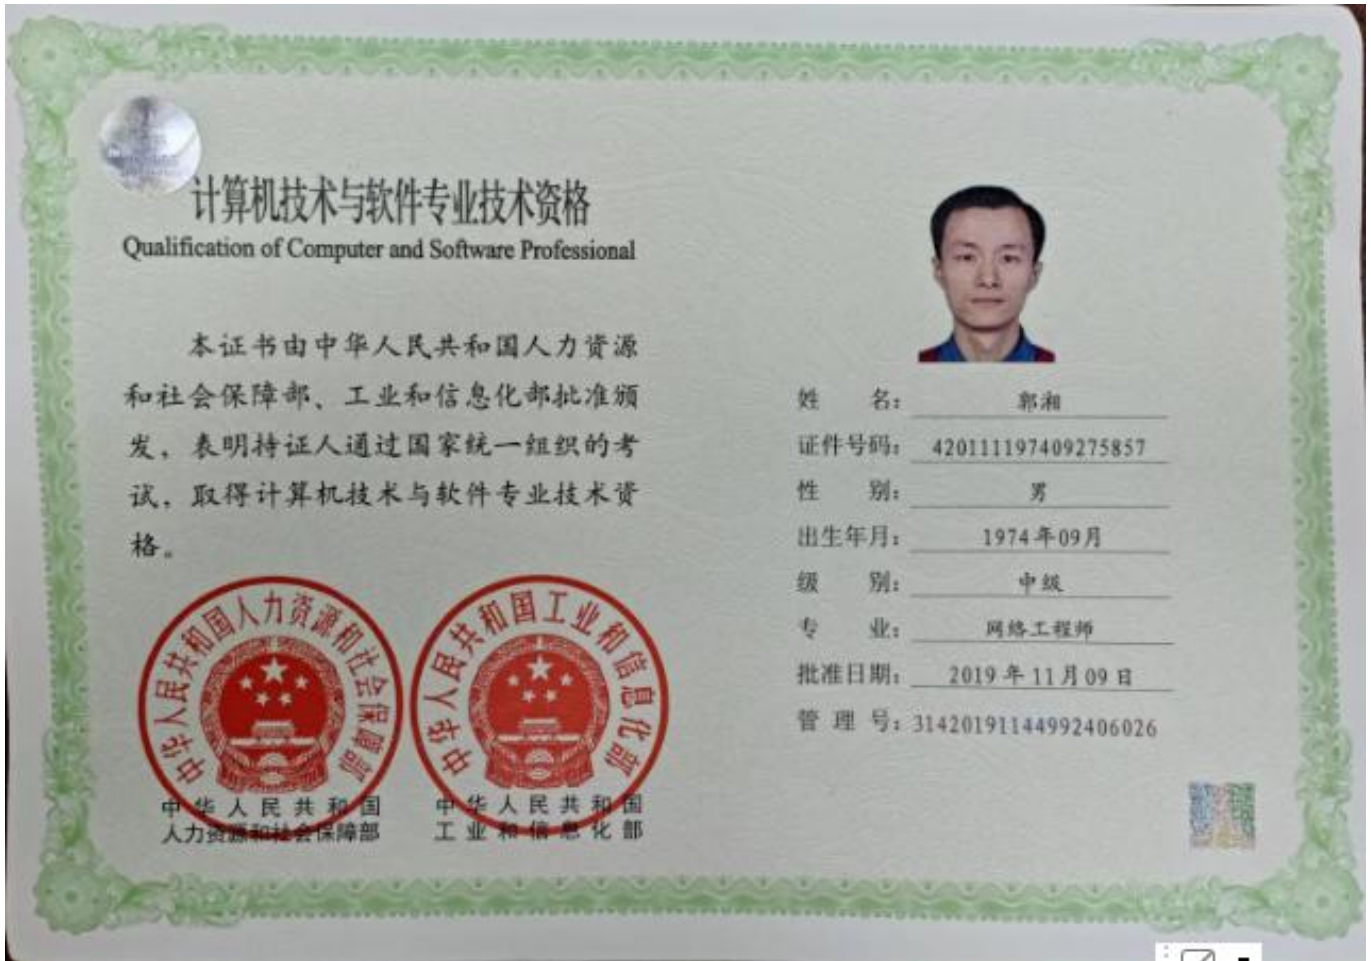 计算机技术与软件专业技术资格
Qualification of Computer and Software Professional
本证书由中华人民共和国人力资源
和社会保障部、工业和信息化部批准颁
发，表明持证人通过国家统一组织的考
试，取得计算机技术与软件专业技术资
格。
中华人民共和国人力资源和社会保障部
中华人民共和国工业和信息化部
中华人民共和国
人力资源和社会保障部
中华人民共和国
工业和信息化部
姓 名：郭湘
证件号码：420111197409275857
性 别：男
出生年月：1974年09月
级 别：中级
专 业：网络工程师
批准日期：2019年11月09日
管 理 号：31420191144992406026